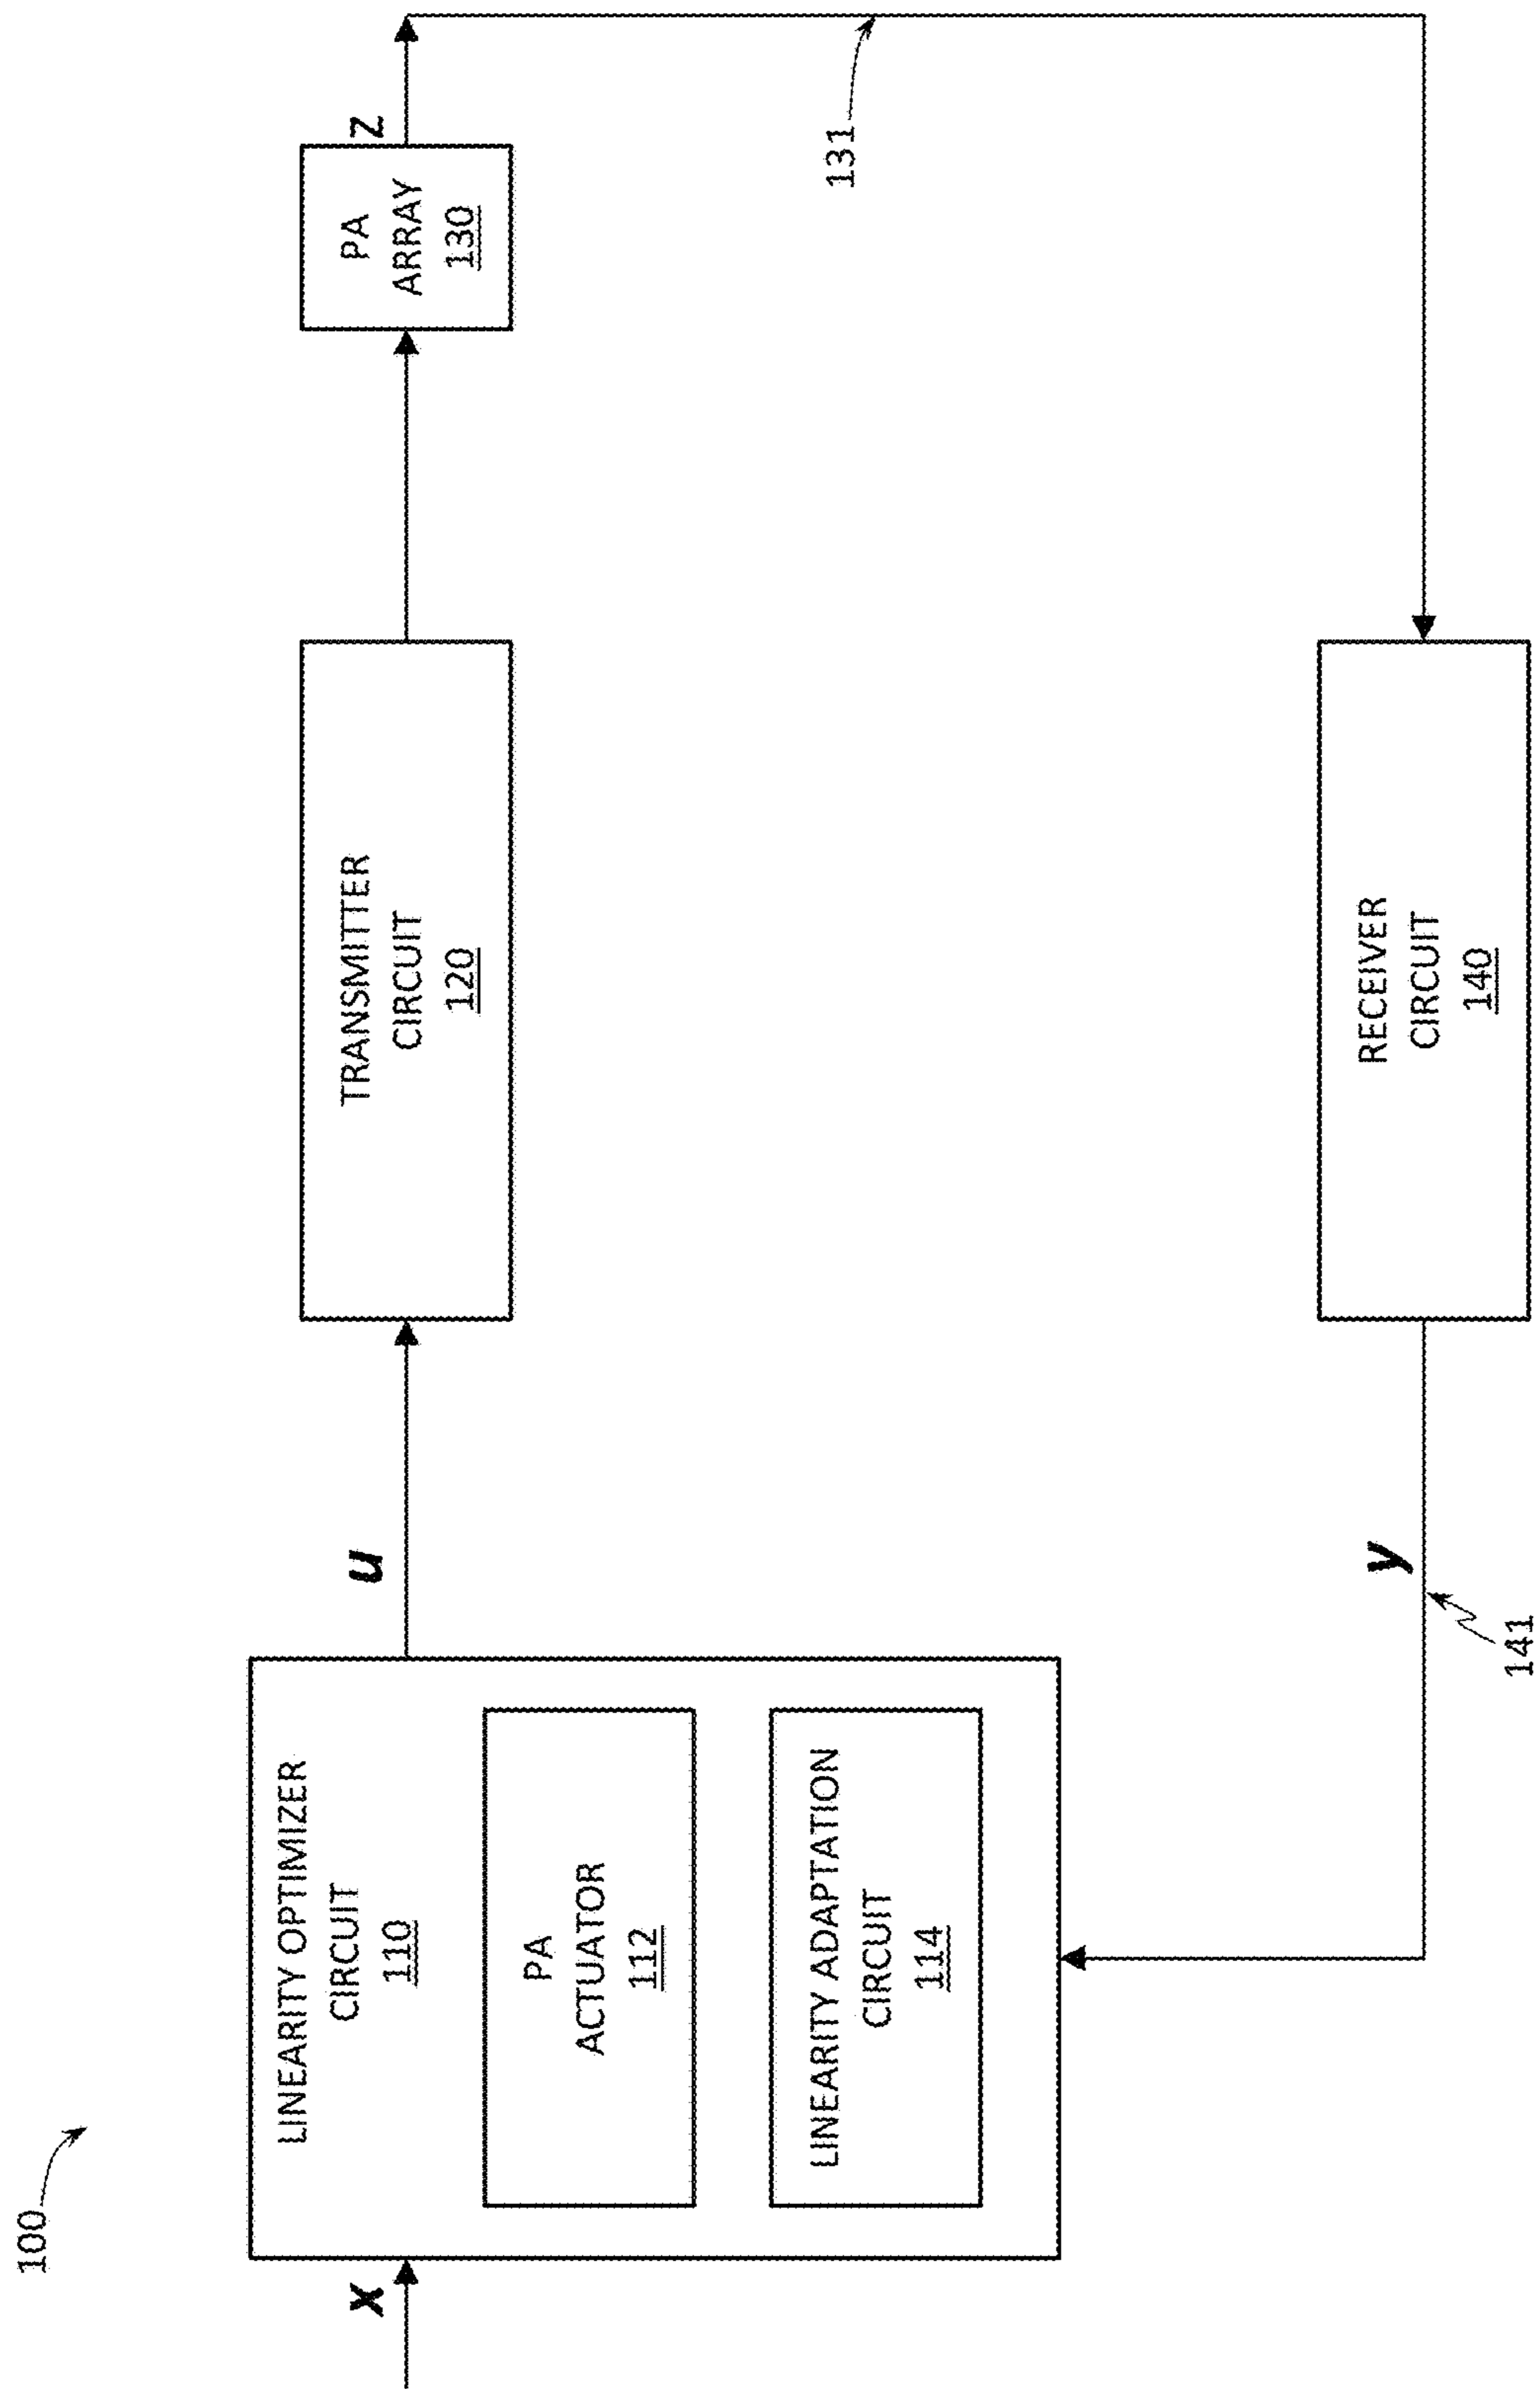 100
x
LINEARITY OPTIMIZER
CIRCUIT
110
PA
ACTUATOR
112
LINEARITY ADAPTATION
CIRCUIT
114
u
TRANSMITTER
CIRCUIT
120
PA
ARRAY
130
z
131
RECEIVER
CIRCUIT
140
y
141